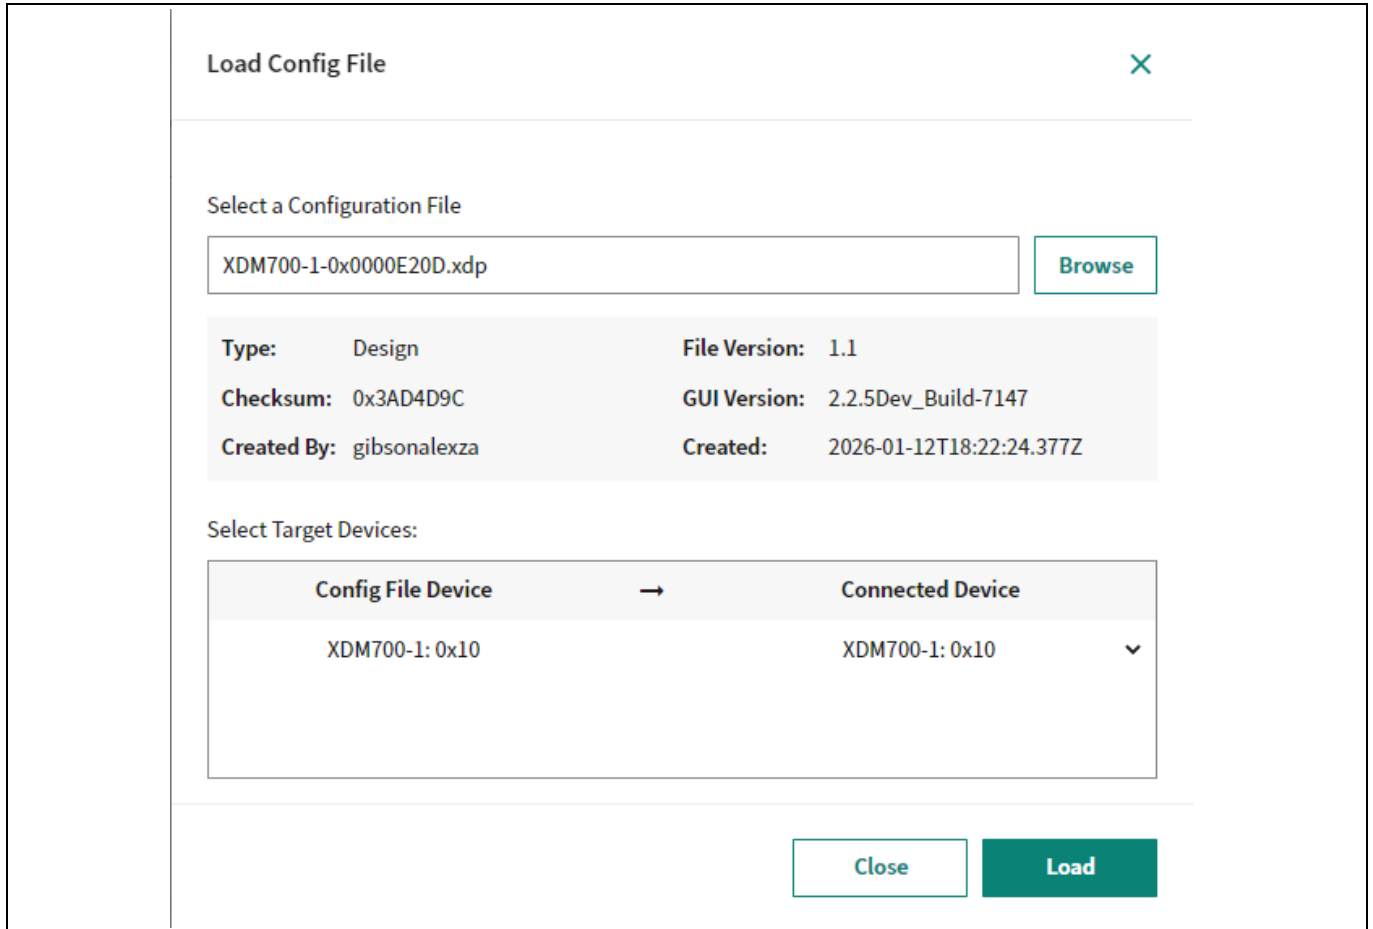 Load Config File
Select a Configuration File
XDM700-1-0x0000E20D.xdp
Browse
Type: Design File Version: 1.1
Checksum: 0x3AD4D9C GUI Version: 2.2.5Dev_Build-7147
Created By: gibsonalexza Created: 2026-01-12T18:22:24.377Z
Select Target Devices:
Config File Device → Connected Device
XDM700-1: 0x10 XDM700-1: 0x10
Close Load